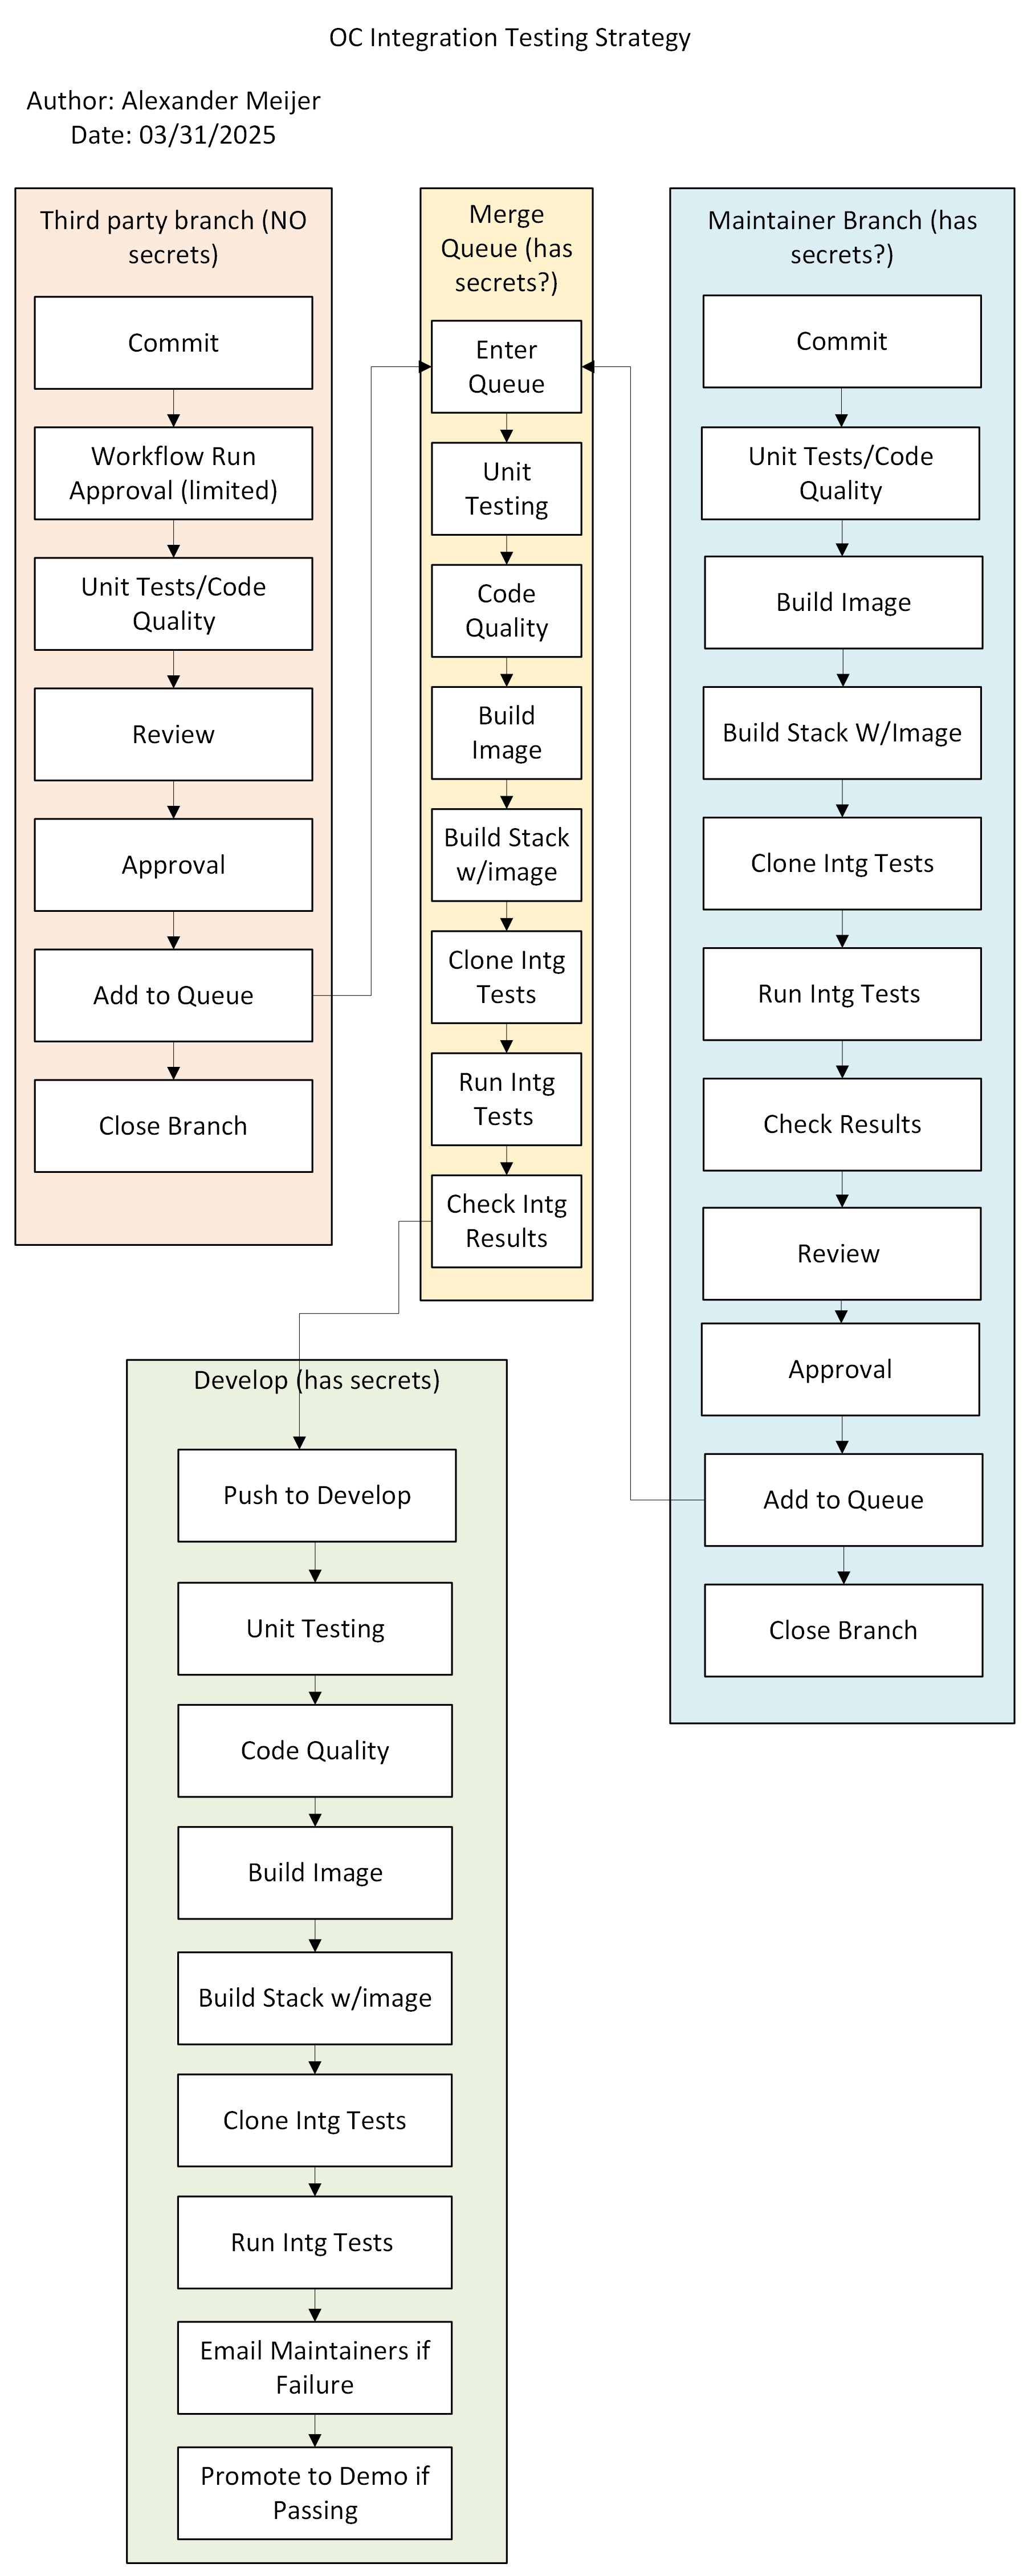 OC Integration Testing Strategy
Author: Alexander Meijer
Date: 03/31/2025
Third party branch (NO
secrets)
Commit
Workflow Run
Approval (limited)
Unit Tests/Code
Quality
Review
Approval
Add to Queue
Close Branch
Merge
Queue (has
secrets?)
Enter
Queue
Unit
Testing
Code
Quality
Build
Image
Build Stack
w/image
Clone Intg
Tests
Run Intg
Tests
Check Intg
Results
Maintainer Branch (has
secrets?)
Commit
Unit Tests/Code
Quality
Build Image
Build Stack W/Image
Clone Intg Tests
Run Intg Tests
Check Results
Review
Approval
Add to Queue
Close Branch
Develop (has secrets)
Push to Develop
Unit Testing
Code Quality
Build Image
Build Stack w/image
Clone Intg Tests
Run Intg Tests
Email Maintainers if
Failure
Promote to Demo if
Passing